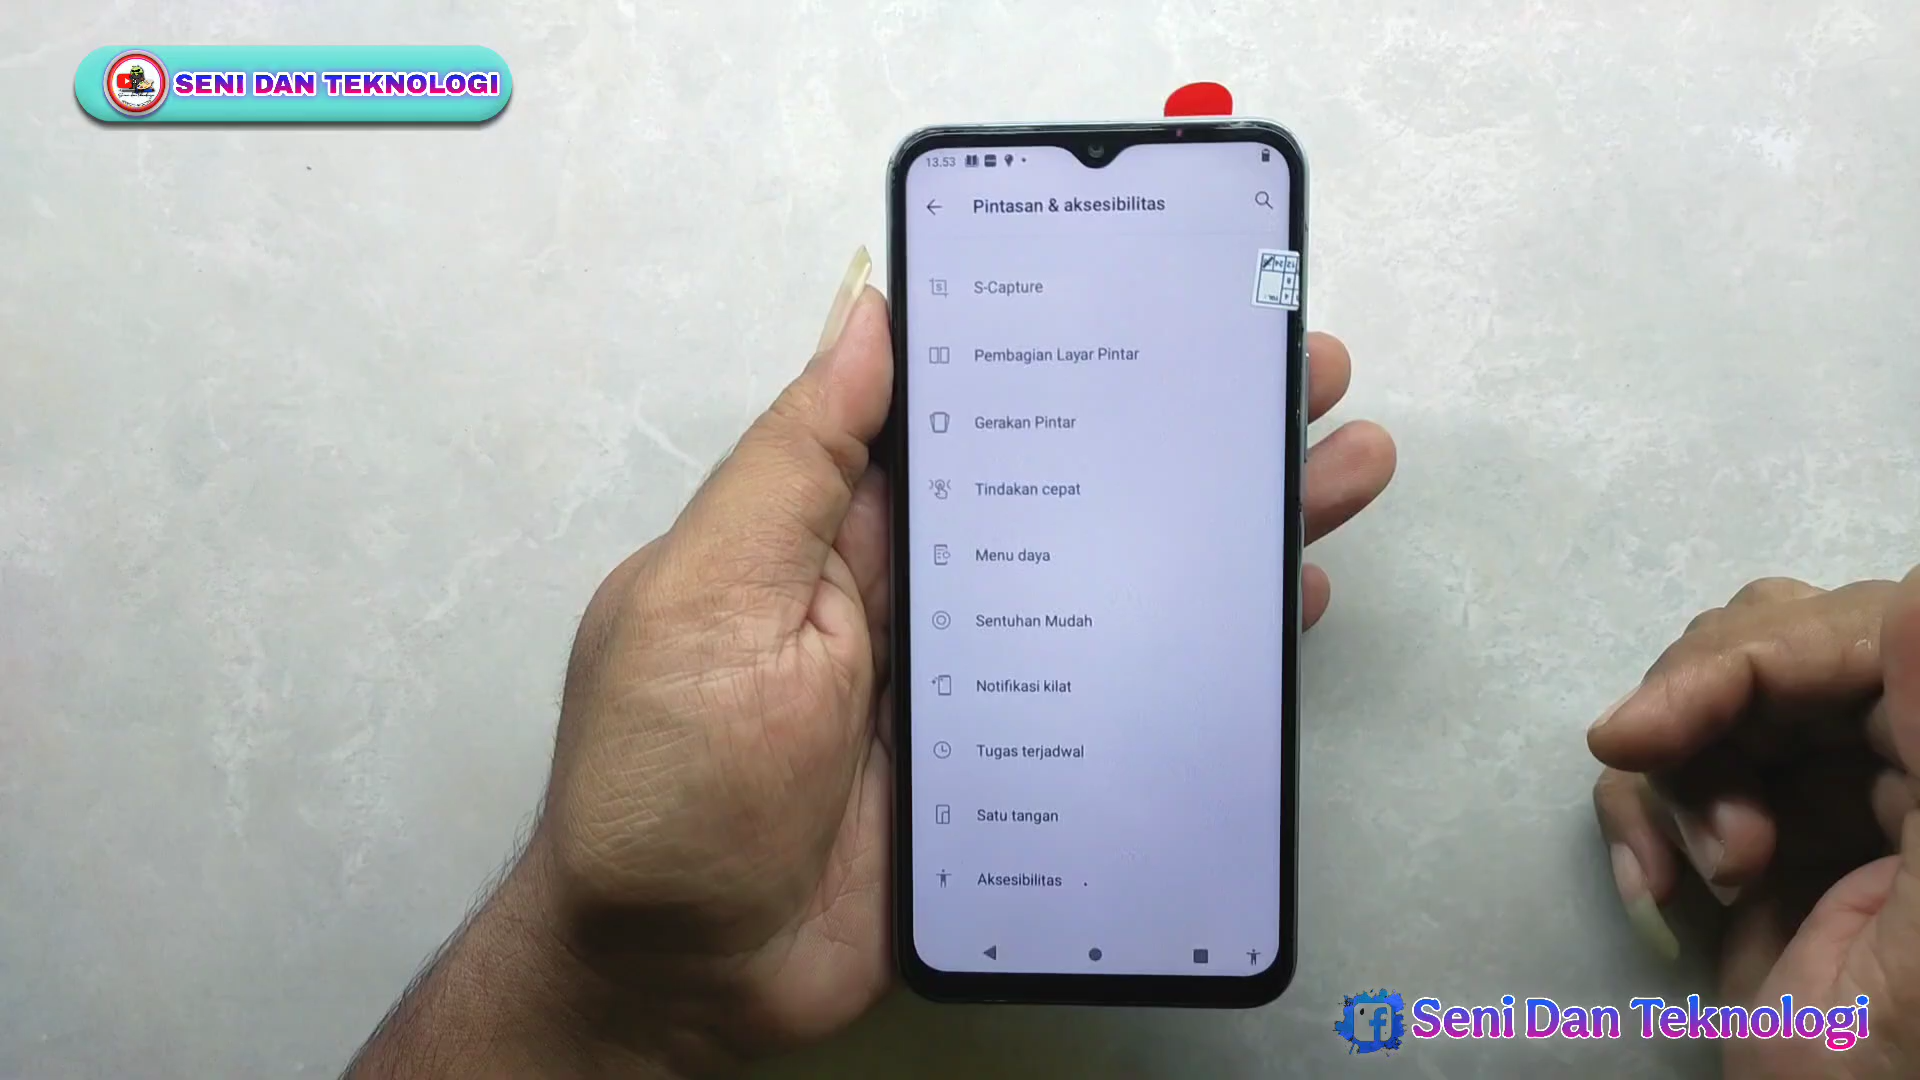 SENI DAN TEKNOLOGI
13.53
Pintasan & aksesibilitas
S-Capture
Pembagian Layar Pintar
Gerakan Pintar
Tindakan cepat
Menu daya
Sentuhan Mudah
Notifikasi kilat
Tugas terjadwal
Satu tangan
Aksesibilitas
Seni Dan Teknologi